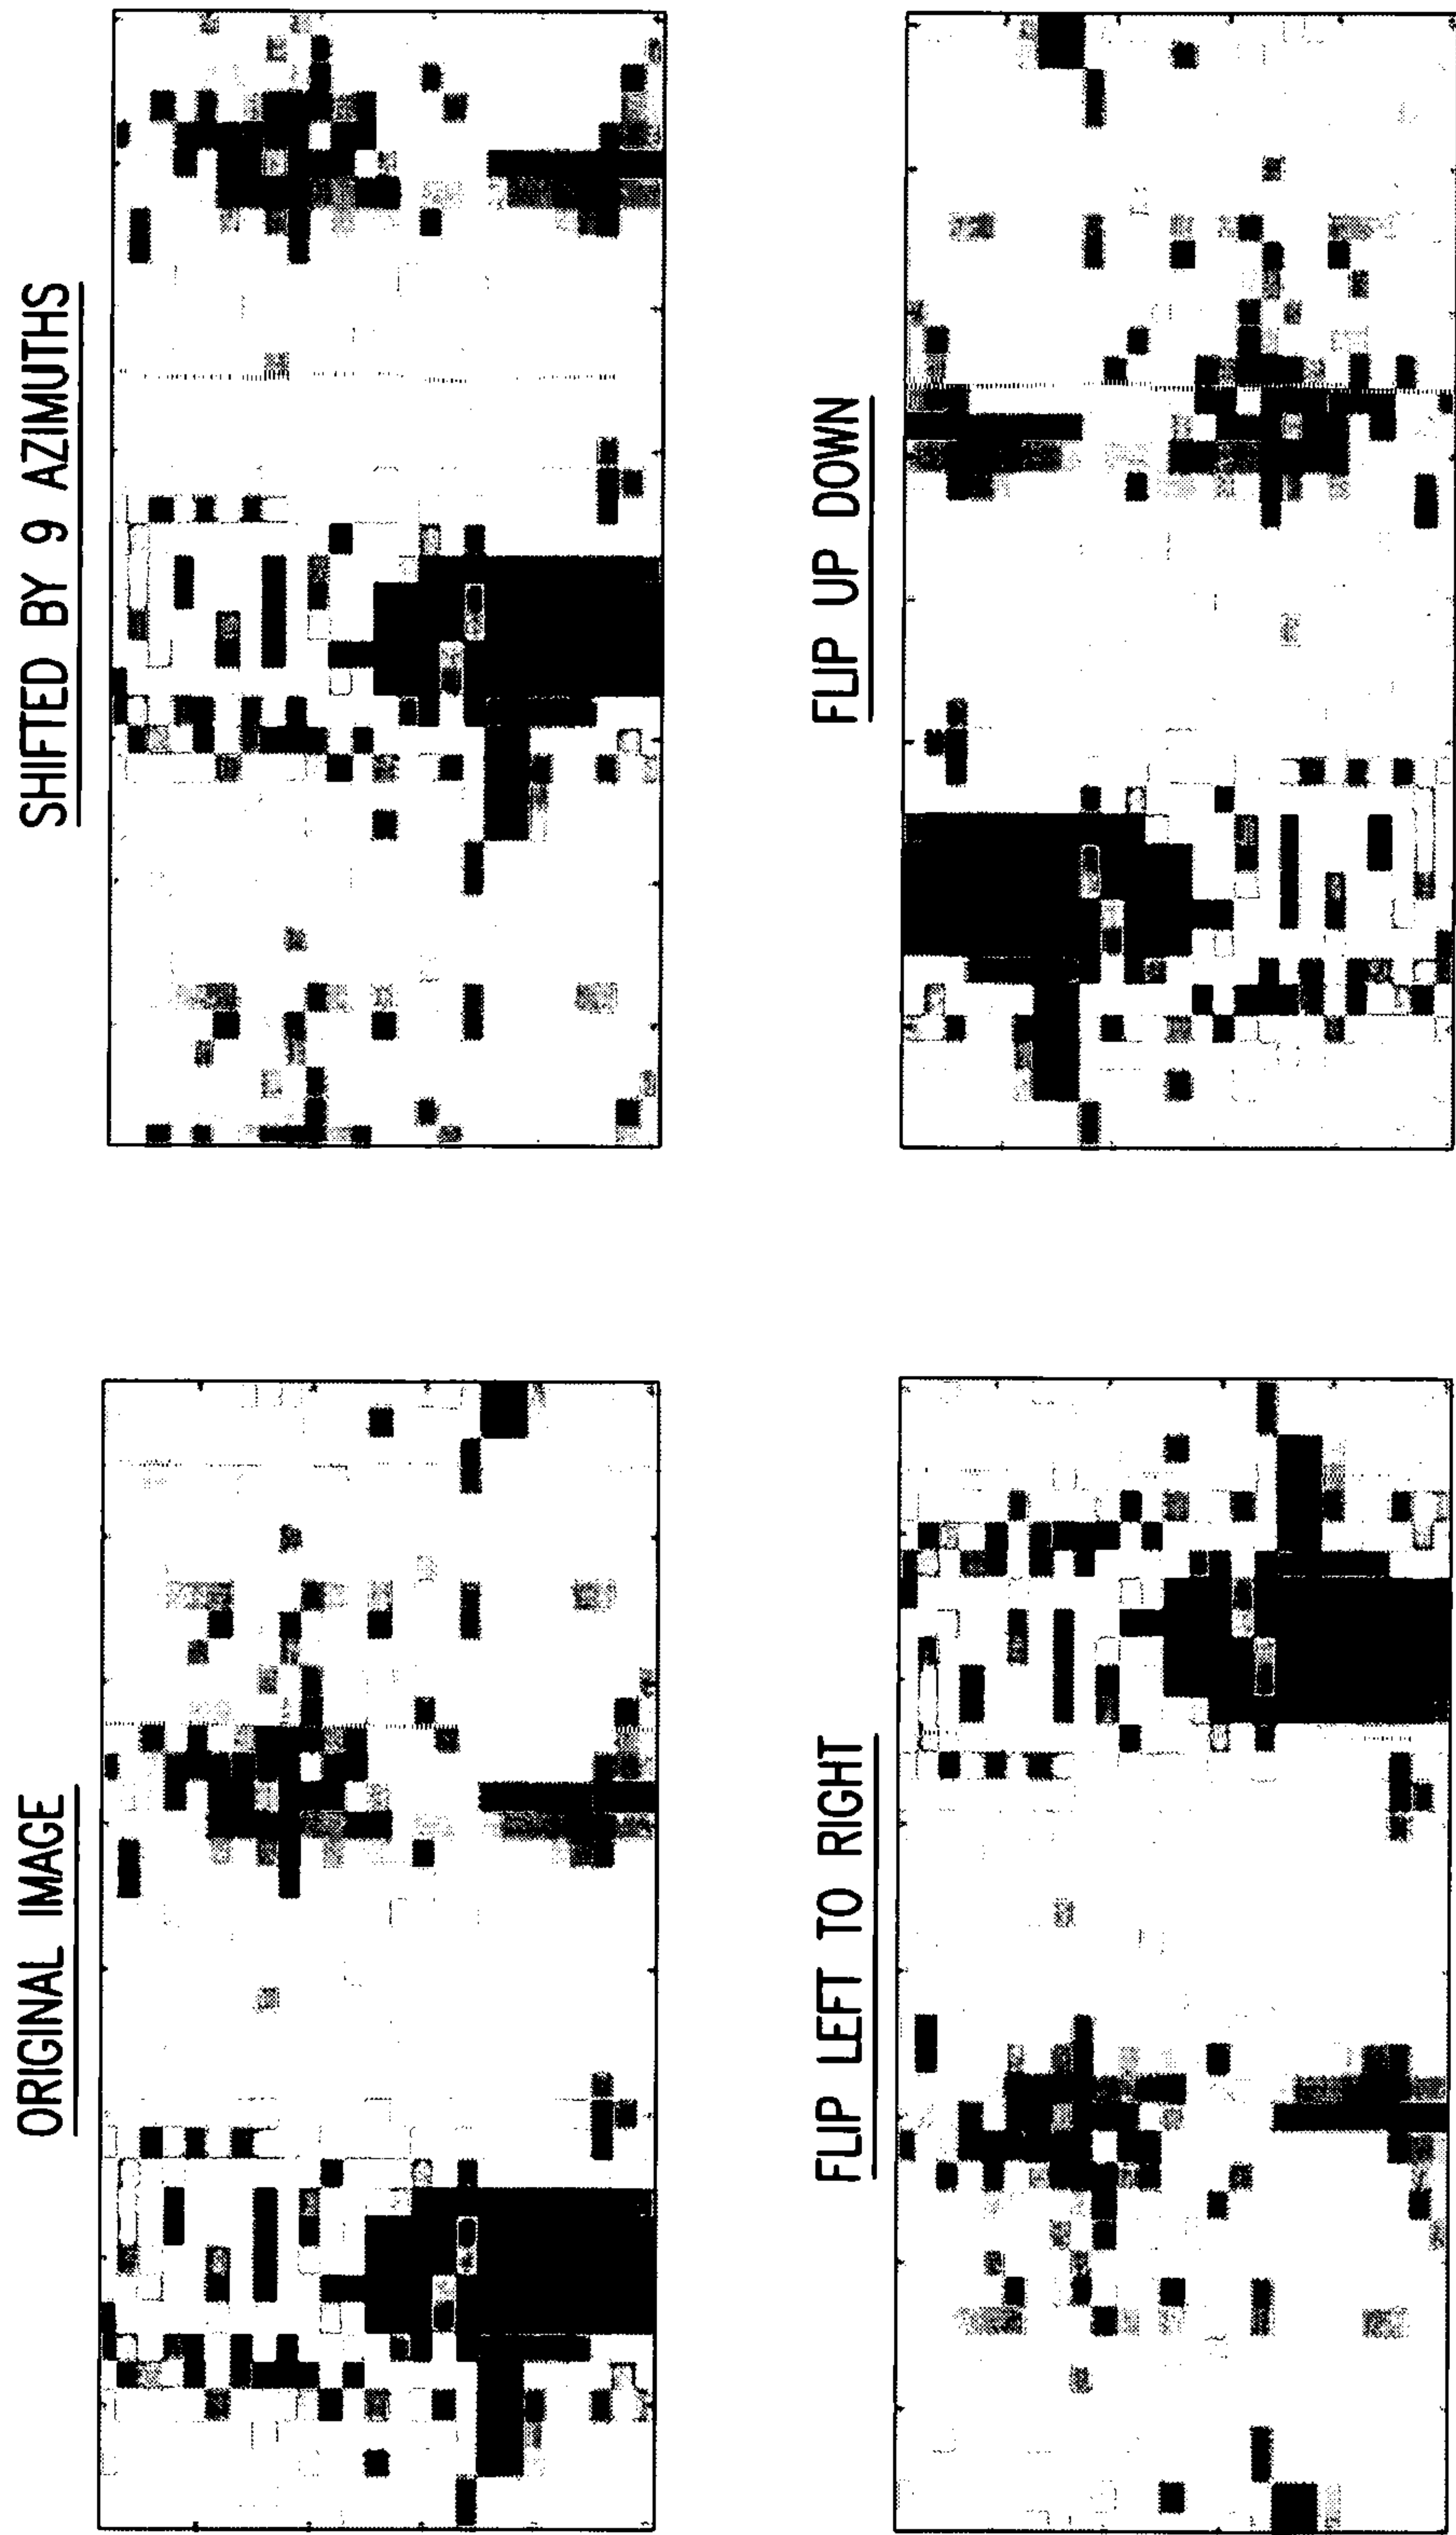 ORIGINAL IMAGE
SHIFTED BY 9 AZIMUTHS
FLIP LEFT TO RIGHT
FLIP UP DOWN